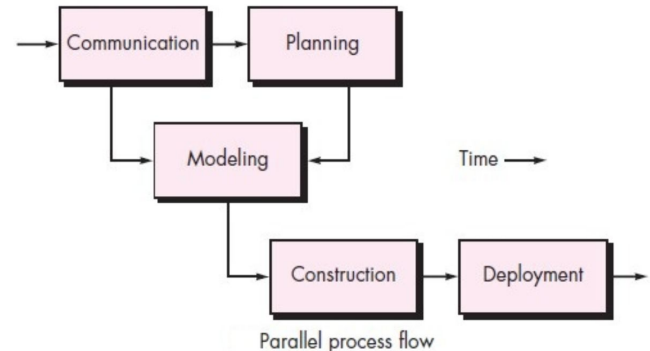 Communication
Planning
Modeling
Time
Construction
Deployment
Parallel process flow